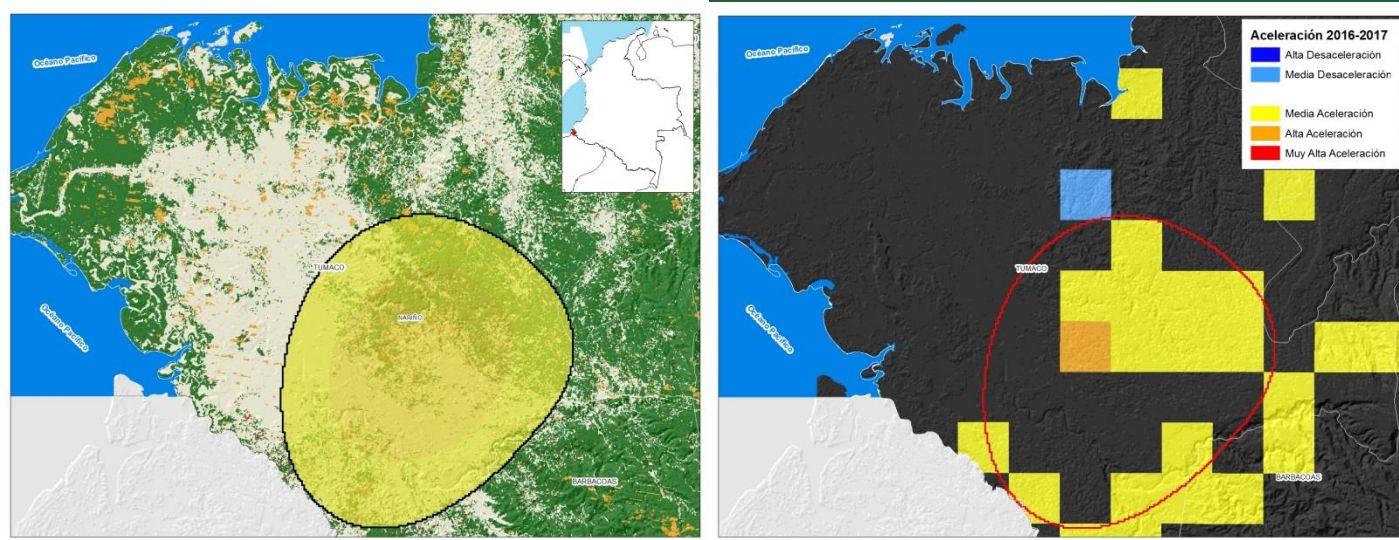 Océano Pacífico
TUMACO
NARIÑO
Océano Pacífico
BARBACOAS
Océano Pacífico
Aceleración 2016-2017
Alta Desaceleración
Media Desaceleración
Media Aceleración
Alta Aceleración
Muy Alta Aceleración
TUMACO
Océano Pacífico
BARBACOAS